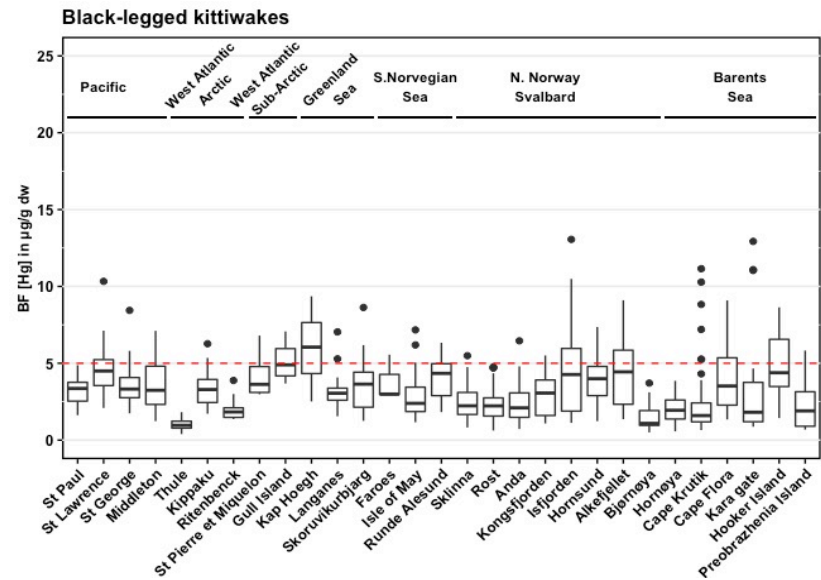 Black-legged kittiwakes
BF [Hg] in µg/g dw
25
20
15
10
5
0
Pacific
West Atlantic
Arctic
West Atlantic
Sub-Arctic
Greenland
Sea
S.Norvegian
Sea
N. Norway
Svalbard
Barents
Sea
St Paul
St Lawrence
St George
Middleton
Thule
Kippaku
Ritenbenck
St Pierre et Miquelon
Gull Island
Kap Hoegh
Langanes
Skoruvikurbjarg
Faroes
Isle of May
Runde Alesund
Sklinna
Rost
Anda
Kongsfjorden
Isfjorden
Hornsund
Alkefjellet
Bjørnøya
Hornøya
Cape Krutik
Cape Flora
Kara gate
Hooker Island
Preobrazhenia Island